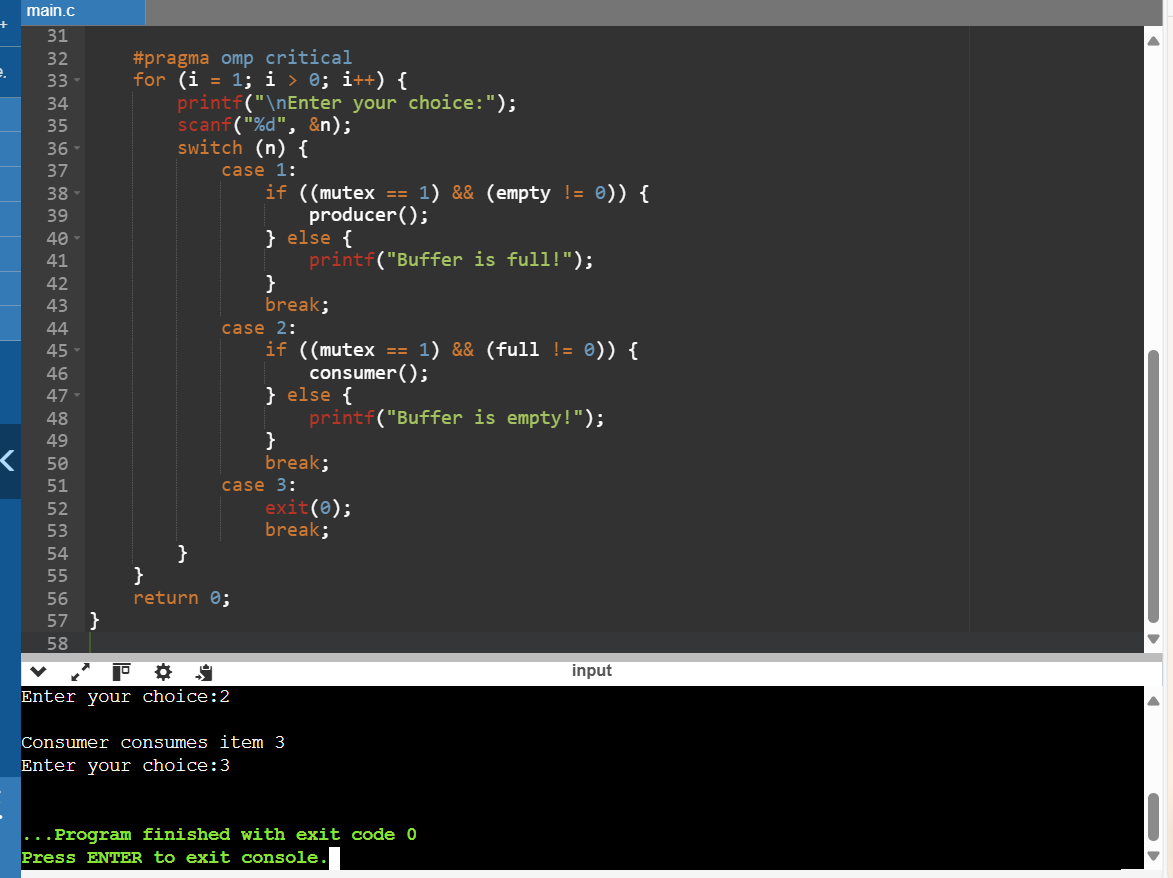 main.c
+
e.
31
32     #pragma omp critical
33     for (i = 1; i > 0; i++) {
34         printf("\nEnter your choice:");
35         scanf("%d", &n);
36         switch (n) {
37             case 1:
38                 if ((mutex == 1) && (empty != 0)) {
39                     producer();
40                 } else {
41                     printf("Buffer is full!");
42                 }
43                 break;
44             case 2:
45                 if ((mutex == 1) && (full != 0)) {
46                     consumer();
47                 } else {
48                     printf("Buffer is empty!");
49                 }
50                 break;
51             case 3:
52                 exit(0);
53                 break;
54         }
55     }
56     return 0;
57 }
58
input
Enter your choice:2
Consumer consumes item 3
Enter your choice:3
...Program finished with exit code 0
Press ENTER to exit console.